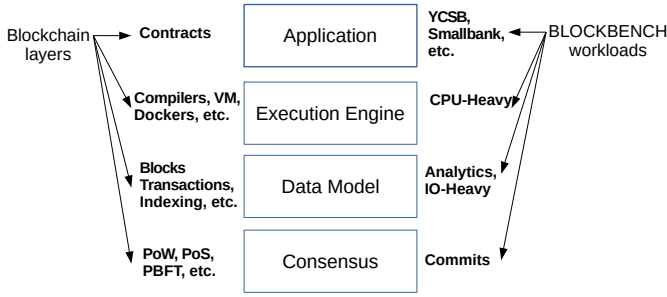 Blockchain
layers
Contracts
Application
YCSB,
Smallbank,
etc.
BLOCKBENCH
workloads
Compilers, VM,
Dockers, etc.
Execution Engine
CPU-Heavy
Blocks
Transactions,
Indexing, etc.
Data Model
Analytics,
IO-Heavy
PoW, PoS,
PBFT, etc.
Consensus
Commits